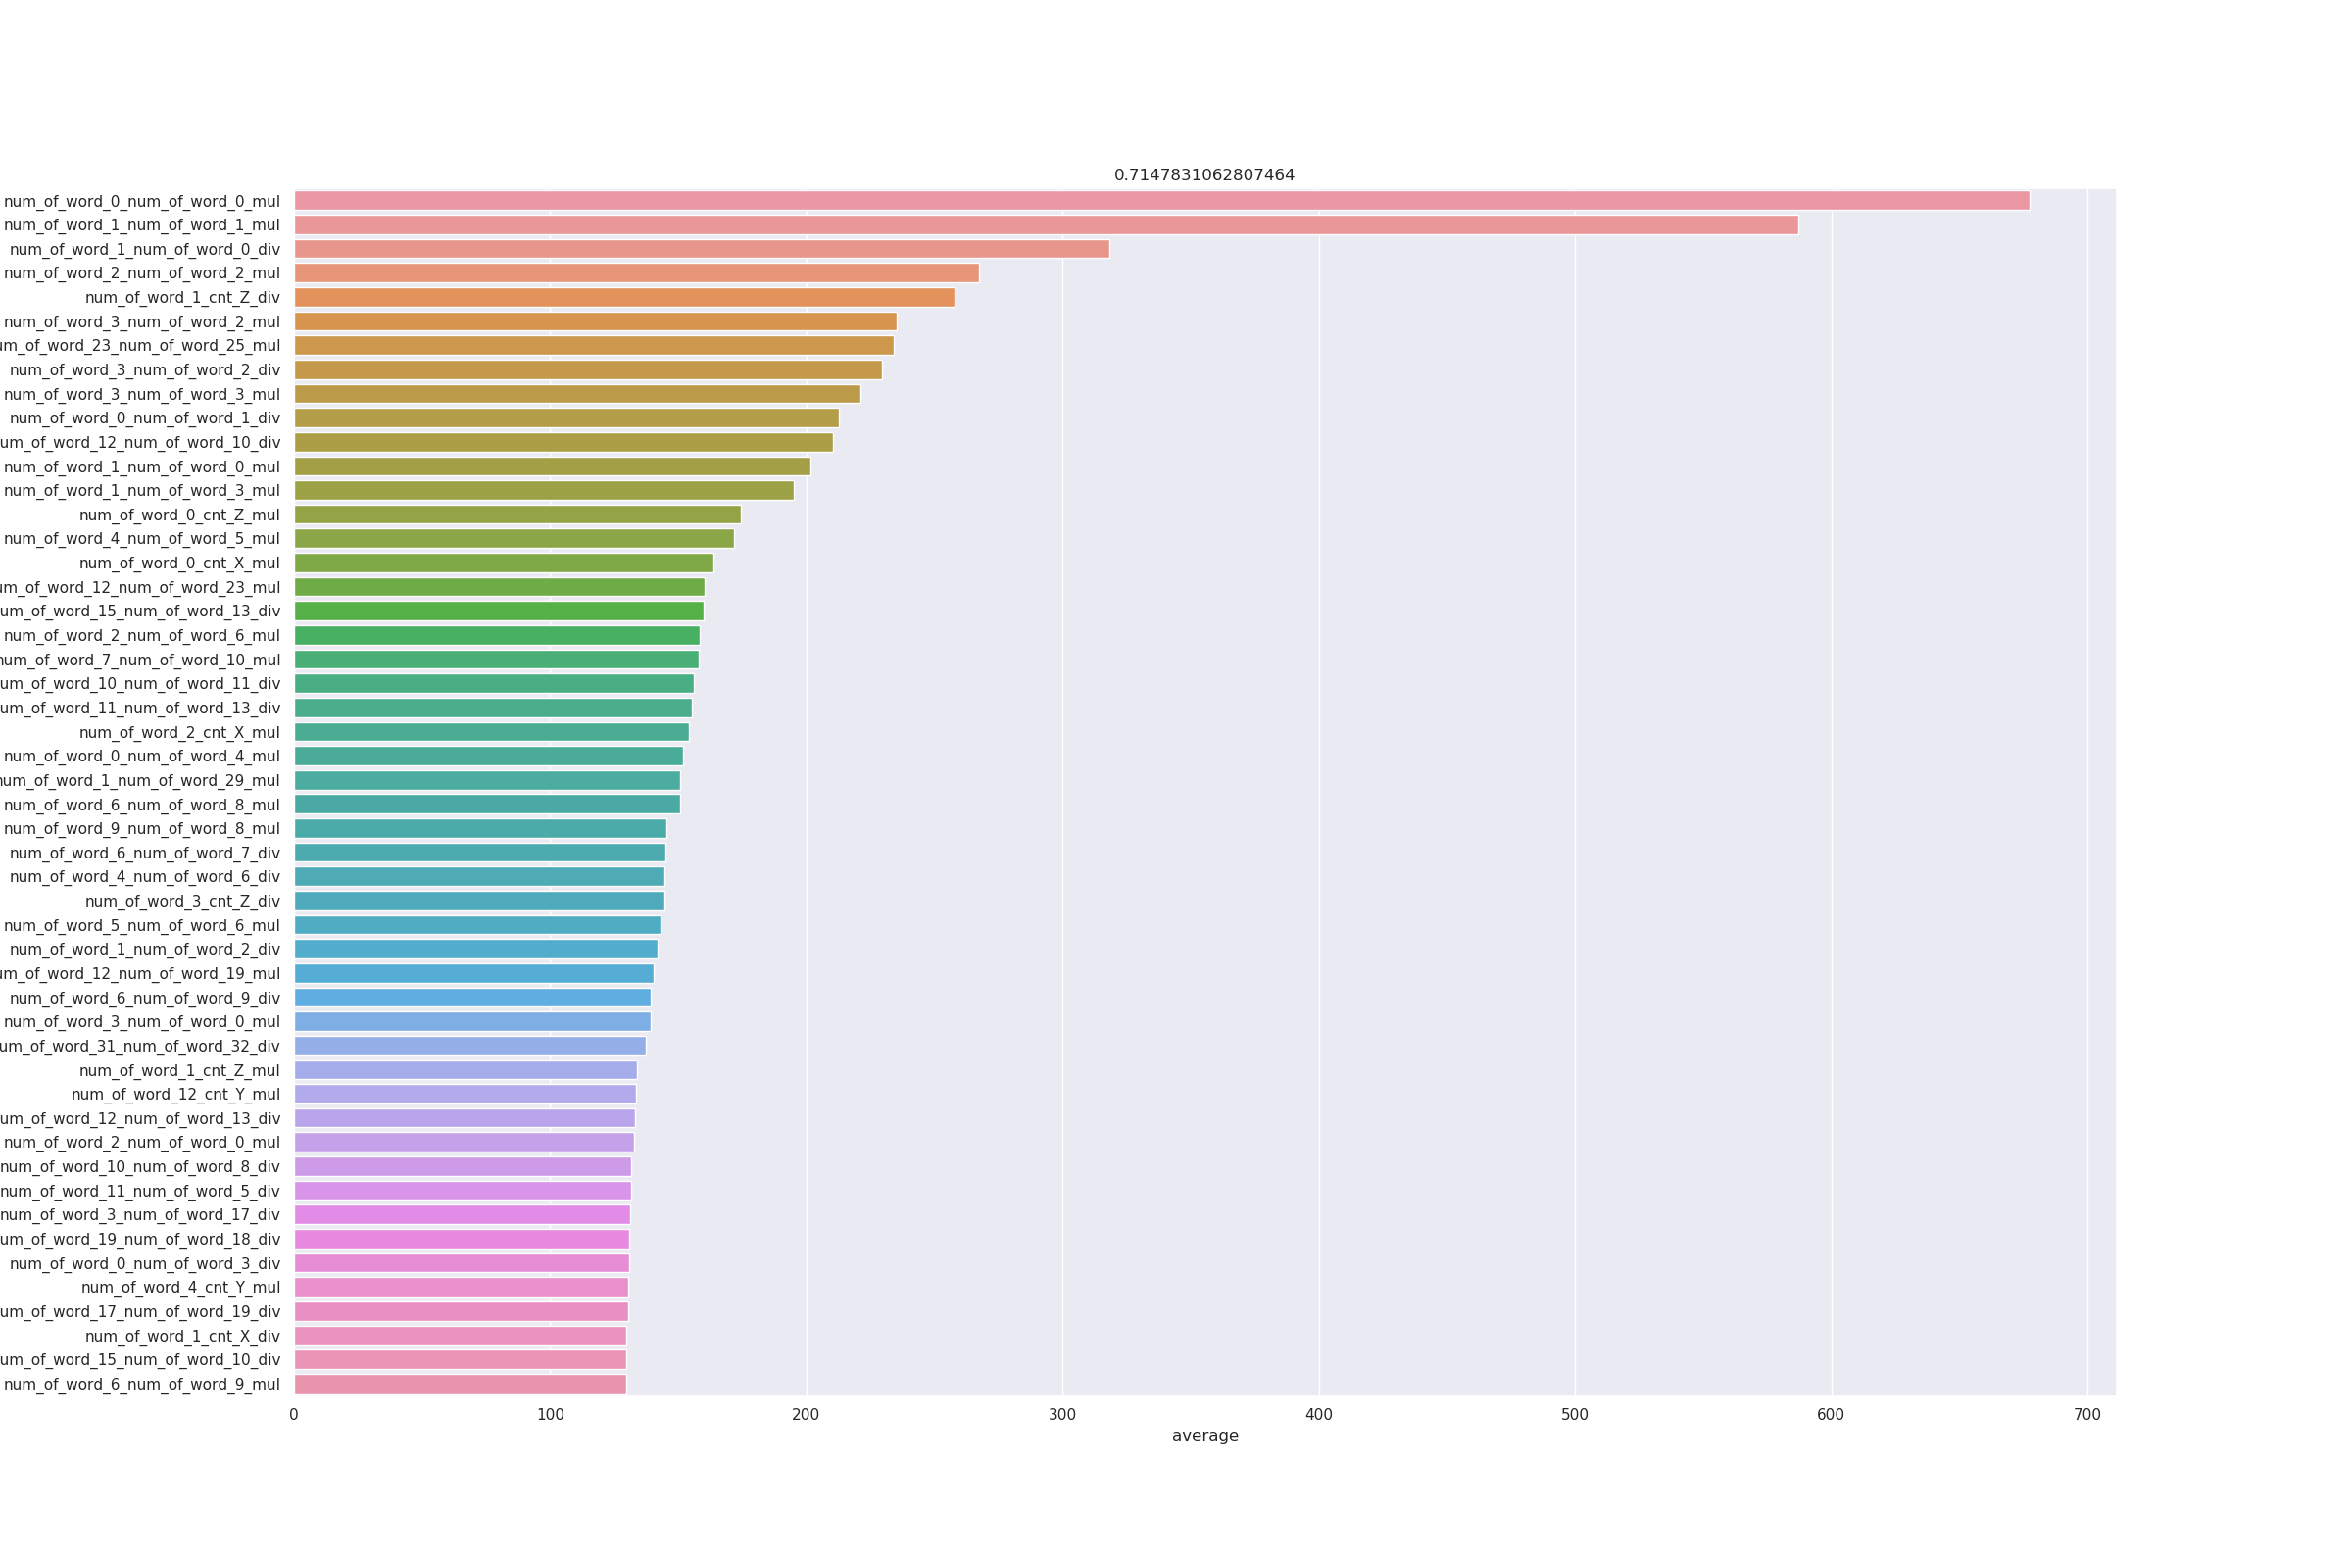 0.7147831062807464
num_of_word_0_num_of_word_0_mul
num_of_word_1_num_of_word_1_mul
num_of_word_1_num_of_word_0_div
num_of_word_2_num_of_word_2_mul
num_of_word_1_cnt_Z_div
num_of_word_3_num_of_word_2_mul
um_of_word_23_num_of_word_25_mul
num_of_word_3_num_of_word_2_div
num_of_word_3_num_of_word_3_mul
num_of_word_0_num_of_word_1_div
um_of_word_12_num_of_word_10_div
num_of_word_1_num_of_word_0_mul
num_of_word_1_num_of_word_3_mul
num_of_word_0_cnt_Z_mul
num_of_word_4_num_of_word_5_mul
num_of_word_0_cnt_X_mul
um_of_word_12_num_of_word_23_mul
um_of_word_15_num_of_word_13_div
num_of_word_2_num_of_word_6_mul
num_of_word_7_num_of_word_10_mul
um_of_word_10_num_of_word_11_div
um_of_word_11_num_of_word_13_div
num_of_word_2_cnt_X_mul
num_of_word_0_num_of_word_4_mul
num_of_word_1_num_of_word_29_mul
num_of_word_6_num_of_word_8_mul
num_of_word_9_num_of_word_8_mul
num_of_word_6_num_of_word_7_div
num_of_word_4_num_of_word_6_div
num_of_word_3_cnt_Z_div
num_of_word_5_num_of_word_6_mul
num_of_word_1_num_of_word_2_div
um_of_word_12_num_of_word_19_mul
num_of_word_6_num_of_word_9_div
num_of_word_3_num_of_word_0_mul
um_of_word_31_num_of_word_32_div
num_of_word_1_cnt_Z_mul
num_of_word_12_cnt_Y_mul
um_of_word_12_num_of_word_13_div
num_of_word_2_num_of_word_0_mul
num_of_word_10_num_of_word_8_div
num_of_word_11_num_of_word_5_div
num_of_word_3_num_of_word_17_div
um_of_word_19_num_of_word_18_div
num_of_word_0_num_of_word_3_div
num_of_word_4_cnt_Y_mul
um_of_word_17_num_of_word_19_div
num_of_word_1_cnt_X_div
um_of_word_15_num_of_word_10_div
num_of_word_6_num_of_word_9_mul
0 100 200 300 400 500 600 700
average